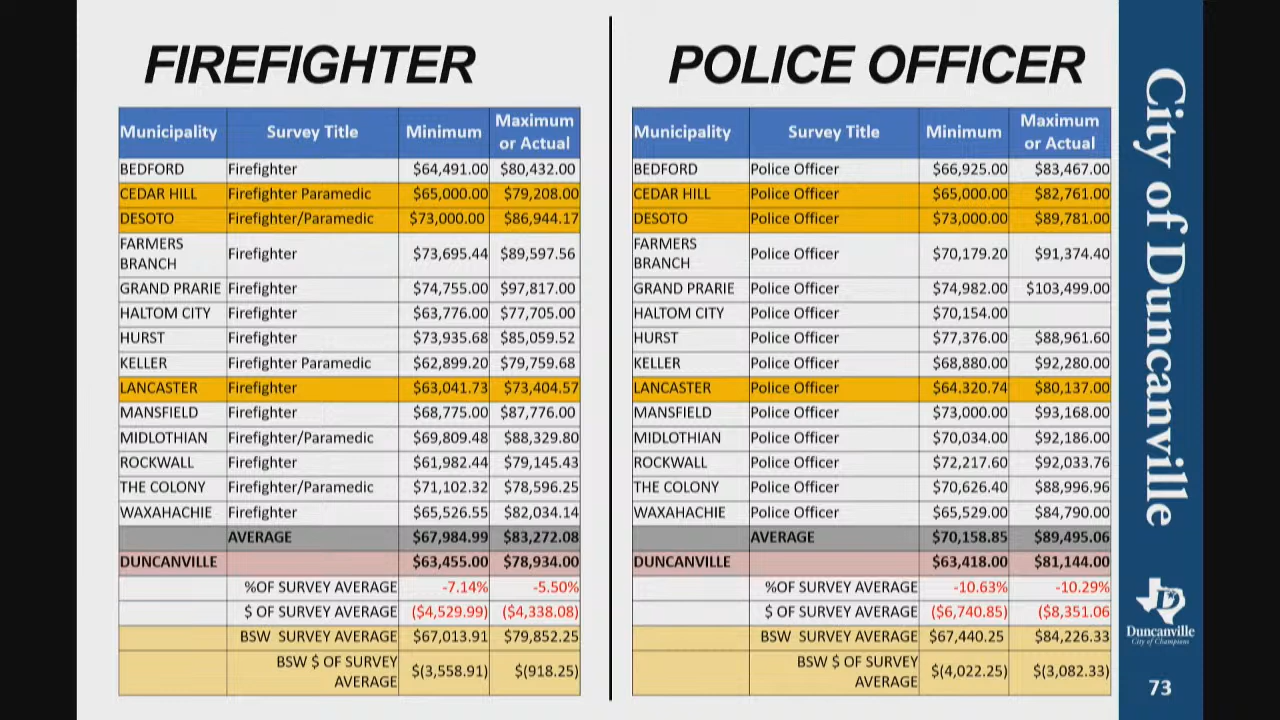 FIREFIGHTER
Municipality Survey Title Minimum Maximum or Actual
BEDFORD Firefighter $64,491.00 $80,432.00
CEDAR HILL Firefighter Paramedic $65,000.00 $79,208.00
DESOTO Firefighter/Paramedic $73,000.00 $86,944.17
FARMERS BRANCH Firefighter $73,695.44 $89,597.56
GRAND PRARIE Firefighter $74,755.00 $97,817.00
HALTOM CITY Firefighter $63,776.00 $77,705.00
HURST Firefighter $73,935.68 $85,059.52
KELLER Firefighter Paramedic $62,899.20 $79,759.68
LANCASTER Firefighter $63,041.73 $73,404.57
MANSFIELD Firefighter $68,775.00 $87,776.00
MIDLOTHIAN Firefighter/Paramedic $69,809.48 $88,329.80
ROCKWALL Firefighter $61,982.44 $79,145.43
THE COLONY Firefighter/Paramedic $71,102.32 $78,596.25
WAXAHACHIE Firefighter $65,526.55 $82,034.14
AVERAGE $67,984.99 $83,272.08
DUNCANVILLE $63,455.00 $78,934.00
%OF SURVEY AVERAGE -7.14% -5.50%
$ OF SURVEY AVERAGE ($4,529.99) ($4,338.08)
BSW SURVEY AVERAGE $67,013.91 $79,852.25
BSW $ OF SURVEY AVERAGE $(3,558.91) $(918.25)
POLICE OFFICER
Municipality Survey Title Minimum Maximum or Actual
BEDFORD Police Officer $66,925.00 $83,467.00
CEDAR HILL Police Officer $65,000.00 $82,761.00
DESOTO Police Officer $73,000.00 $89,781.00
FARMERS BRANCH Police Officer $70,179.20 $91,374.40
GRAND PRARIE Police Officer $74,982.00 $103,499.00
HALTOM CITY Police Officer $70,154.00
HURST Police Officer $77,376.00 $88,961.60
KELLER Police Officer $68,880.00 $92,280.00
LANCASTER Police Officer $64.320.74 $80,137.00
MANSFIELD Police Officer $73,000.00 $93,168.00
MIDLOTHIAN Police Officer $70,034.00 $92,186.00
ROCKWALL Police Officer $72,217.60 $92,033.76
THE COLONY Police Officer $70,626.40 $88,996.96
WAXAHACHIE Police Officer $65,529.00 $84,790.00
AVERAGE $70,158.85 $89,495.06
DUNCANVILLE $63,418.00 $81,144.00
%OF SURVEY AVERAGE -10.63% -10.29%
$ OF SURVEY AVERAGE ($6,740.85) ($8,351.06
BSW SURVEY AVERAGE $67,440.25 $84,226.33
BSW $ OF SURVEY AVERAGE $(4,022.25) $(3,082.33)
City of Duncanville
D
Duncanville
City of Champions
73